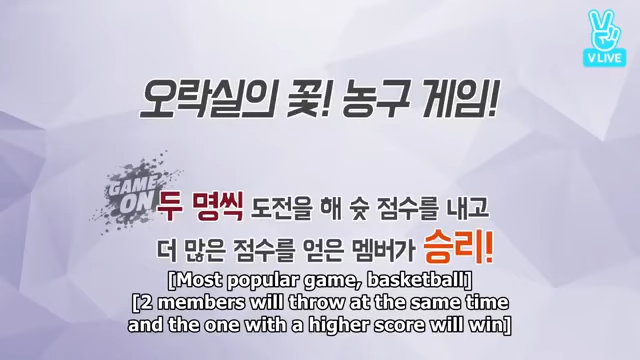 V LIVE
오락실의 꽃! 농구 게임!
GAME
ON
두 명씩 도전을 해 슛 점수를 내고
더 많은 점수를 얻은 멤버가 승리!
[Most popular game, basketball]
[2 members will throw at the same time
and the one with a higher score will win]